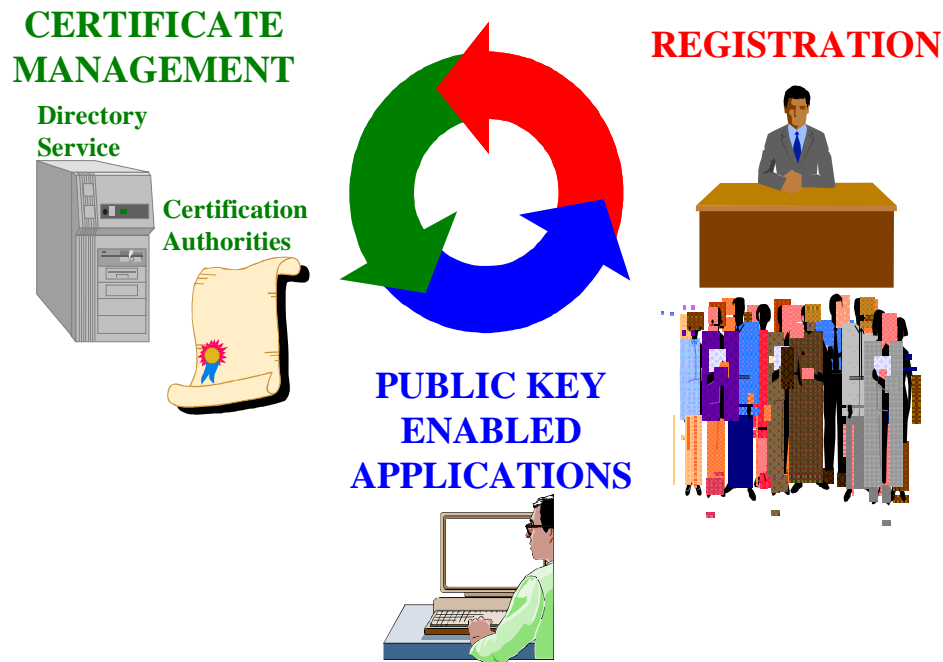 CERTIFICATE
MANAGEMENT
Directory
Service
Certification
Authorities
REGISTRATION
PUBLIC KEY
ENABLED
APPLICATIONS